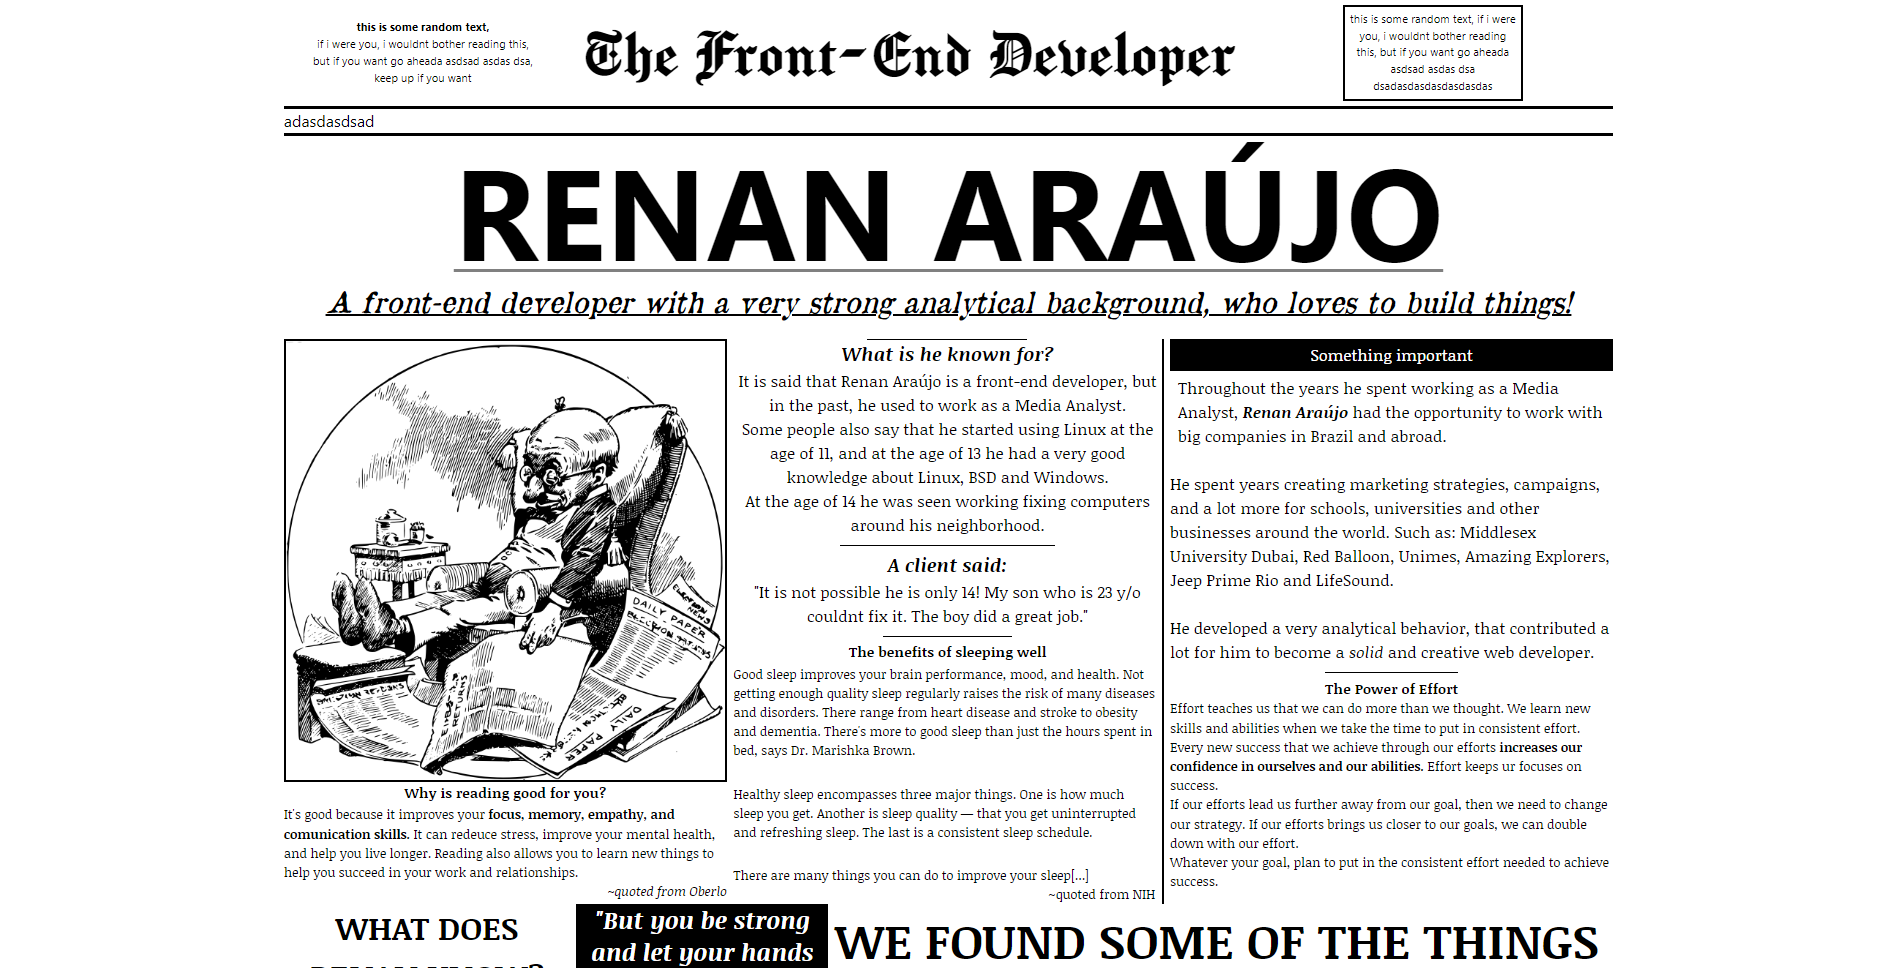 this is some random text,
if i were you, i wouldnt bother reading this,
but if you want go aheada asdsad asdas dsa,
keep up if you want
The Front-End Developer
this is some random text, if i were
you, i wouldnt bother reading
this, but if you want go aheada
asdsad asdas dsa
dsadasdasdasdasdasdas
adasdasdsad
RENAN ARAÚJO
A front-end developer with a very strong analytical background, who loves to build things!
DAILY PAPER
DAILY PAPER
Why is reading good for you?
It's good because it improves your focus, memory, empathy, and
comunication skills. It can redeuce stress, improve your mental health,
and help you live longer. Reading also allows you to learn new things to
help you succeed in your work and relationships.
~quoted from Oberlo
What is he known for?
It is said that Renan Araújo is a front-end developer, but
in the past, he used to work as a Media Analyst.
Some people also say that he started using Linux at the
age of 11, and at the age of 13 he had a very good
knowledge about Linux, BSD and Windows.
At the age of 14 he was seen working fixing computers
around his neighborhood.
A client said:
"It is not possible he is only 14! My son who is 23 y/o
couldnt fix it. The boy did a great job."
The benefits of sleeping well
Good sleep improves your brain performance, mood, and health. Not
getting enough quality sleep regularly raises the risk of many diseases
and disorders. There range from heart disease and stroke to obesity
and dementia. There's more to good sleep than just the hours spent in
bed, says Dr. Marishka Brown.
Healthy sleep encompasses three major things. One is how much
sleep you get. Another is sleep quality — that you get uninterrupted
and refreshing sleep. The last is a consistent sleep schedule.
There are many things you can do to improve your sleep[...]
~quoted from NIH
Something important
Throughout the years he spent working as a Media
Analyst, Renan Araújo had the opportunity to work with
big companies in Brazil and abroad.
He spent years creating marketing strategies, campaigns,
and a lot more for schools, universities and other
businesses around the world. Such as: Middlesex
University Dubai, Red Balloon, Unimes, Amazing Explorers,
Jeep Prime Rio and LifeSound.
He developed a very analytical behavior, that contributed a
lot for him to become a solid and creative web developer.
The Power of Effort
Effort teaches us that we can do more than we thought. We learn new
skills and abilities when we take the time to put in consistent effort.
Every new success that we achieve through our efforts increases our
confidence in ourselves and our abilities. Effort keeps ur focuses on
success.
If our efforts lead us further away from our goal, then we need to change
our strategy. If our efforts brings us closer to our goals, we can double
down with our effort.
Whatever your goal, plan to put in the consistent effort needed to achieve
success.
WHAT DOES
RENAN KNOW?
"But you be strong
and let your hands
WE FOUND SOME OF THE THINGS